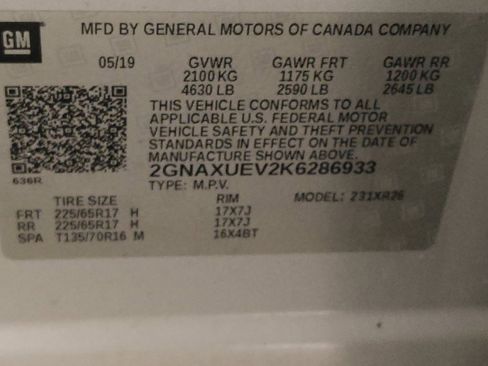 GM
MFD BY GENERAL MOTORS OF CANADA COMPANY
05/19 GVWR GAWR FRT GAWR RR
2100 KG 1175 KG 1200 KG
4630 LB 2590 LB 2645 LB
THIS VEHICLE CONFORMS TO ALL
APPLICABLE U.S. FEDERAL MOTOR
VEHICLE SAFETY AND THEFT PREVENTION
STANDARDS IN EFFECT ON THE DATE OF
MANUFACTURE SHOWN ABOVE.
2GNAXUEV2K6286933
636R
TYPE: M.P.V. MODEL: 231XR26
TIRE SIZE RIM
FRT 225/65R17 H 17X7J
RR 225/65R17 H 17X7J
SPA T135/70R16 M 16X4BT